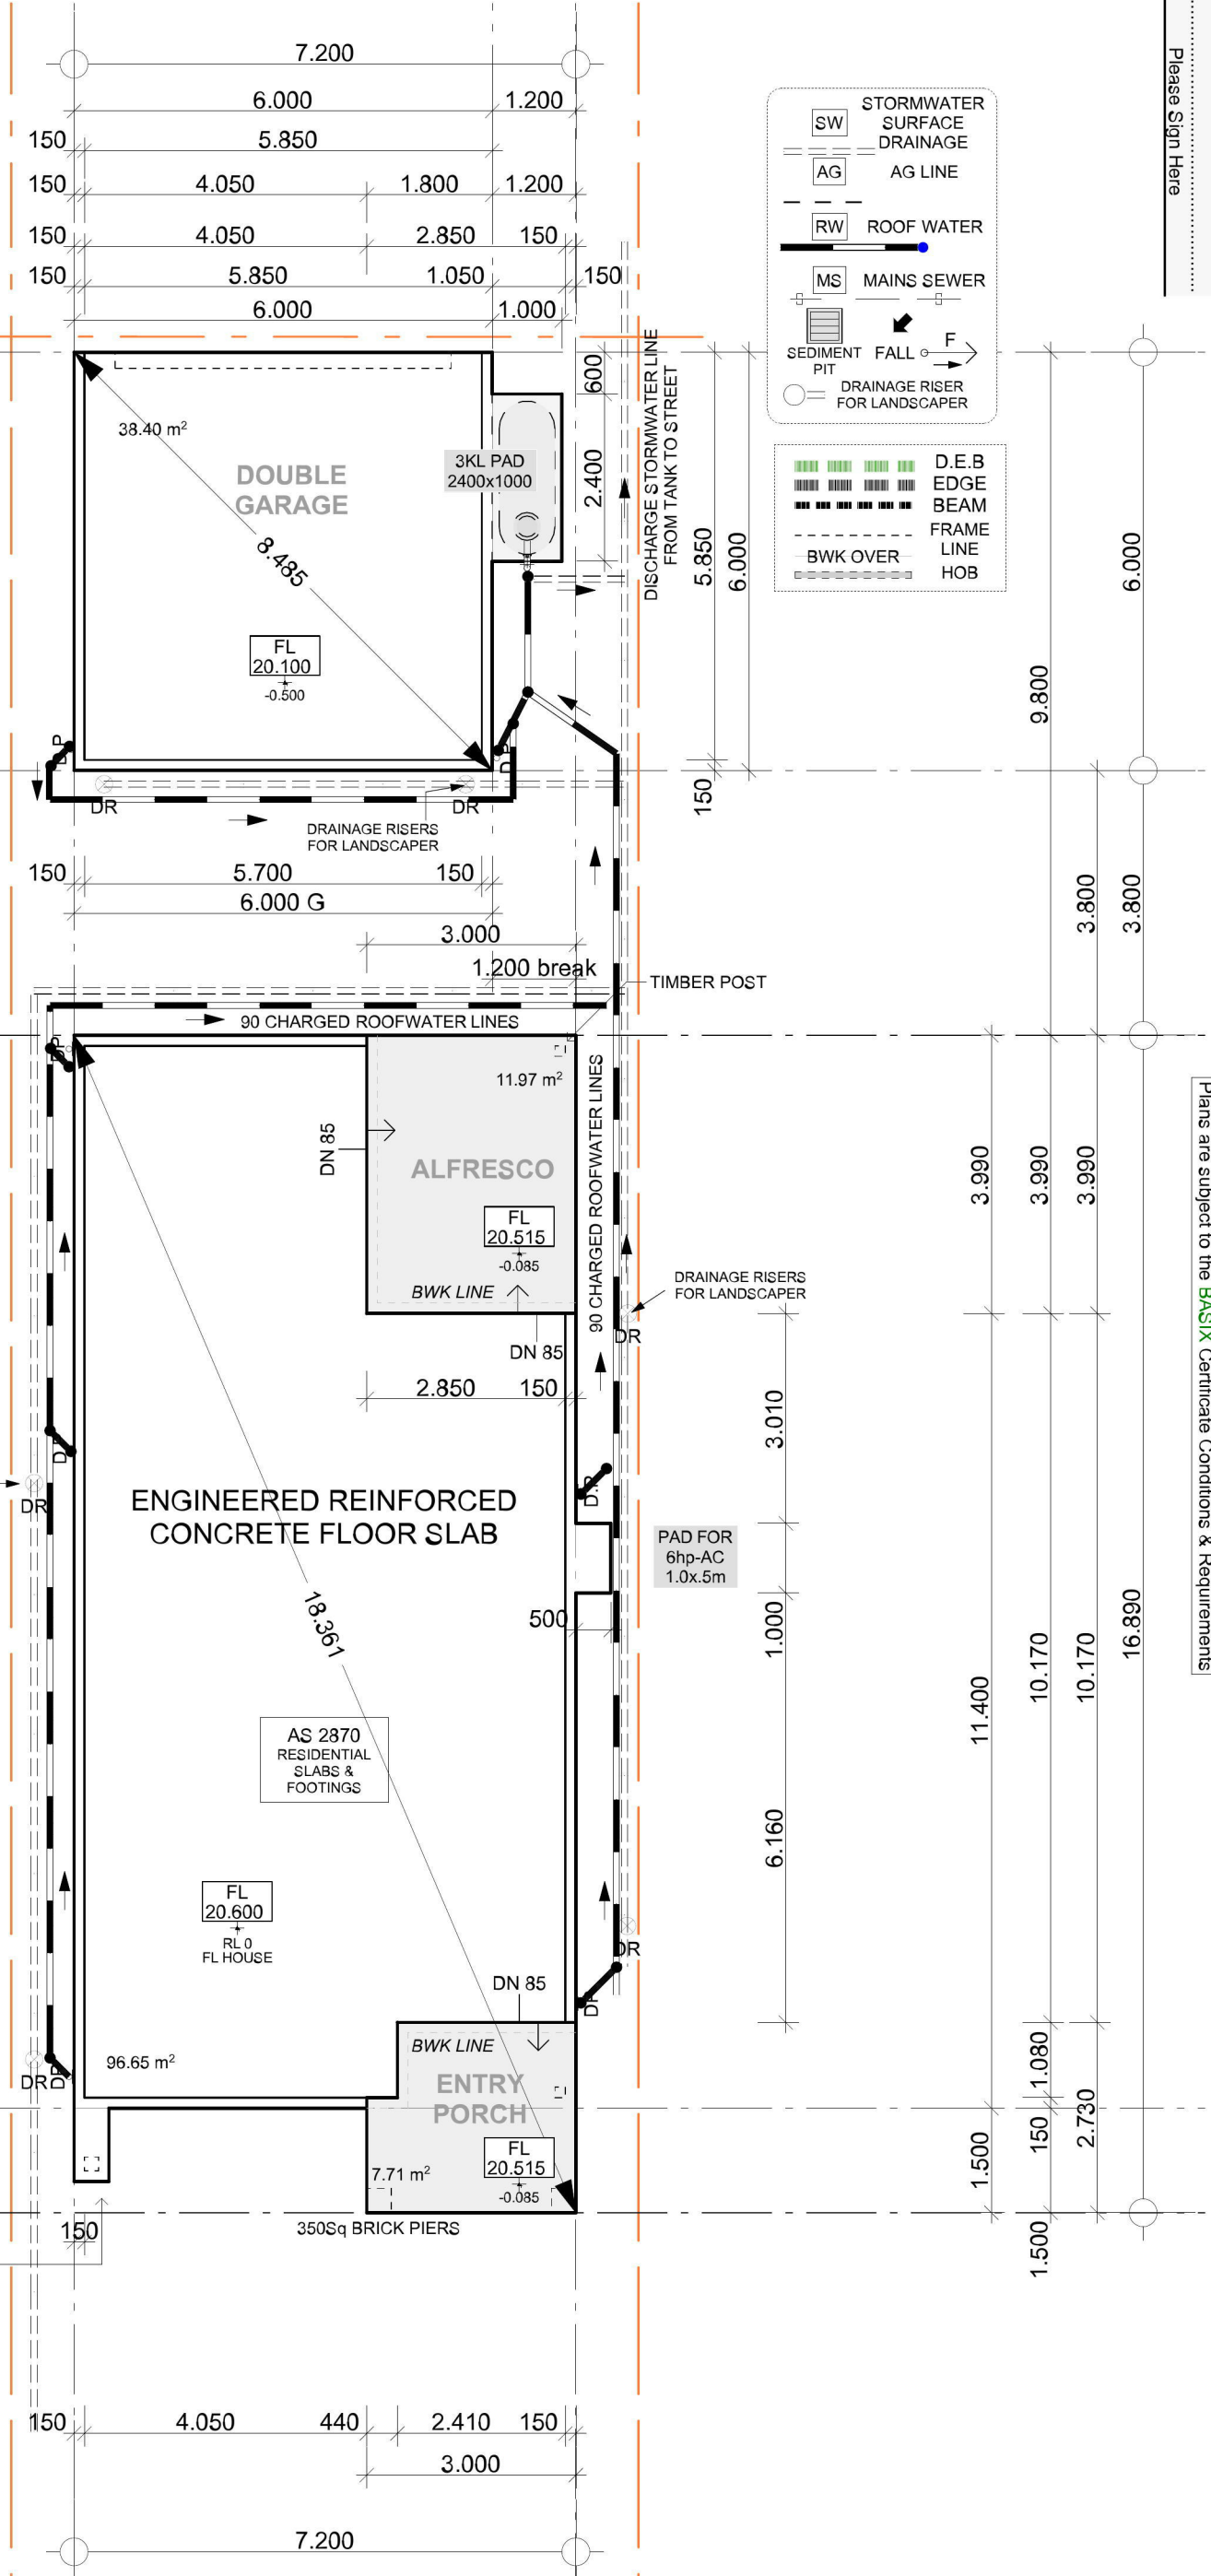 Please Sign Here
7.200
6.000 1.200
150 5.850
150 4.050 1.800 1.200
150 4.050 2.850 150
150 5.850 1.050 150
6.000 1.000
SW STORMWATER
SURFACE
DRAINAGE
AG AG LINE
RW ROOF WATER
MS MAINS SEWER
SEDIMENT
PIT
FALL F
DRAINAGE RISER
FOR LANDSCAPER
D.E.B
EDGE
BEAM
FRAME
LINE
BWK OVER
HOB
38.40 m²
DOUBLE
GARAGE
8.485
3KL PAD
2400x1000
600
2.400
DISCHARGE STORMWATER LINE
FROM TANK TO STREET
5.850
6.000
150
9.800
6.000
FL
20.100
-0.500
DP
D.P
DR
DR
DRAINAGE RISERS
FOR LANDSCAPER
150 5.700 150
6.000 G
3.000
1.200 break
3.800
3.800
TIMBER POST
90 CHARGED ROOFWATER LINES
DP
11.97 m²
DN 85
ALFRESCO
FL
20.515
-0.085
BWK LINE
DN 85
90 CHARGED ROOFWATER LINES
3.990
3.990
3.990
DRAINAGE RISERS
FOR LANDSCAPER
DR
2.850 150
3.010
D.P
D.P
DR
ENGINEERED REINFORCED
CONCRETE FLOOR SLAB
PAD FOR
6hp-AC
1.0x.5m
18.361
500
1.000
Plans are subject to the BASIX Certificate Conditions & Requirements
AS 2870
RESIDENTIAL
SLABS &
FOOTINGS
11.400
10.170
10.170
16.890
6.160
FL
20.600
RL 0
FL HOUSE
DR
DN 85
DP
BWK LINE
96.65 m²
DR
DP
ENTRY
PORCH
FL
20.515
-0.085
7.71 m²
1.080
150
2.730
1.500
1.500
150
350Sq BRICK PIERS
150 4.050 440 2.410 150
3.000
7.200